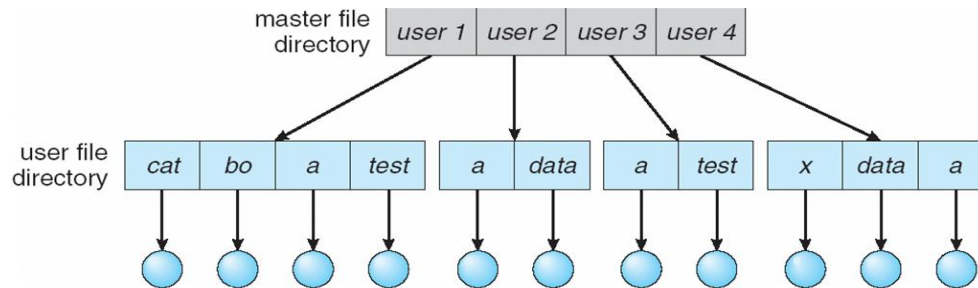 master file
directory
user 1 user 2 user 3 user 4
user file
directory
cat bo a test a data a test x data a